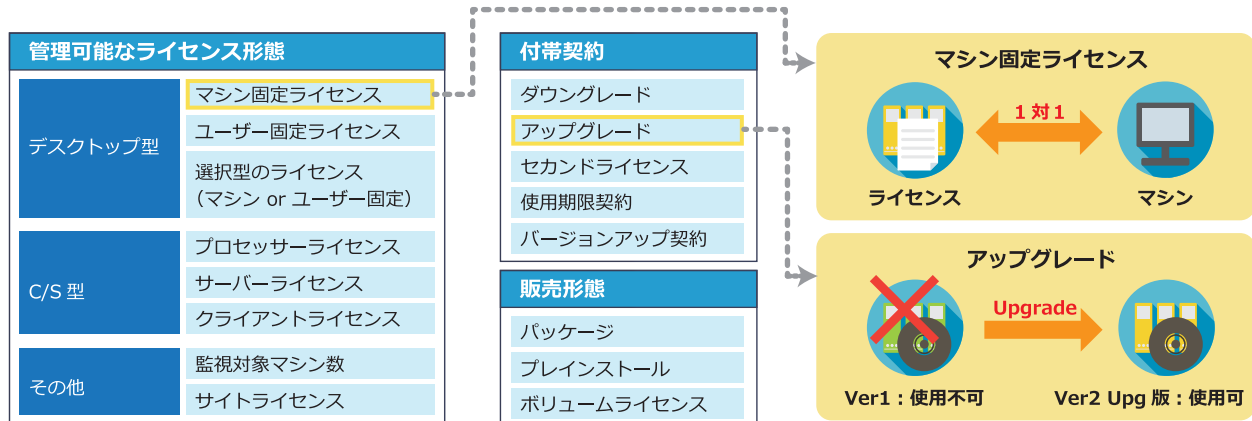 管理可能なライセンス形態
デスクトップ型
マシン固定ライセンス
ユーザー固定ライセンス
選択型のライセンス
（マシン or ユーザー固定）
C/S 型
プロセッサーライセンス
サーバーライセンス
クライアントライセンス
その他
監視対象マシン数
サイトライセンス
付帯契約
ダウングレード
アップグレード
セカンドライセンス
使用期限契約
バージョンアップ契約
販売形態
パッケージ
プレインストール
ボリュームライセンス
マシン固定ライセンス
1 対 1
ライセンス
マシン
アップグレード
Upgrade
Ver1：使用不可
Ver2 Upg 版：使用可